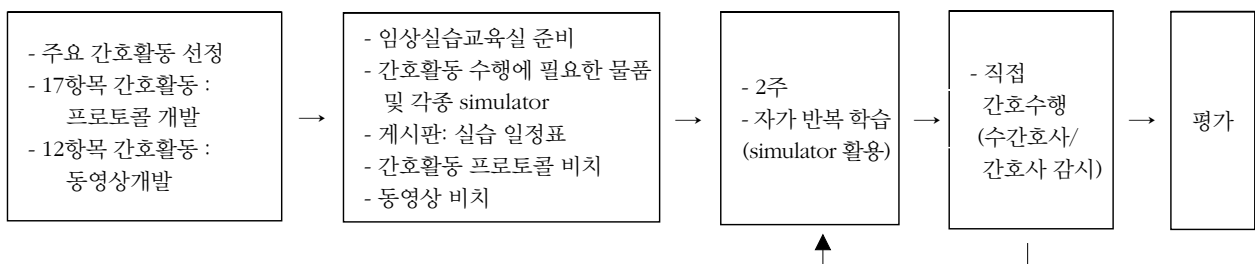 - 주요 간호활동 선정
- 17항목 간호활동 :
프로토콜 개발
- 12항목 간호활동 :
동영상개발
→
- 임상실습교육실 준비
- 간호활동 수행에 필요한 물품
및 각종 simulator
- 게시판: 실습 일정표
- 간호활동 프로토콜 비치
- 동영상 비치
→
- 2주
- 자가 반복 학습
(simulator 활용)
→
- 직접
간호수행
(수간호사/
간호사 감시)
→
평가